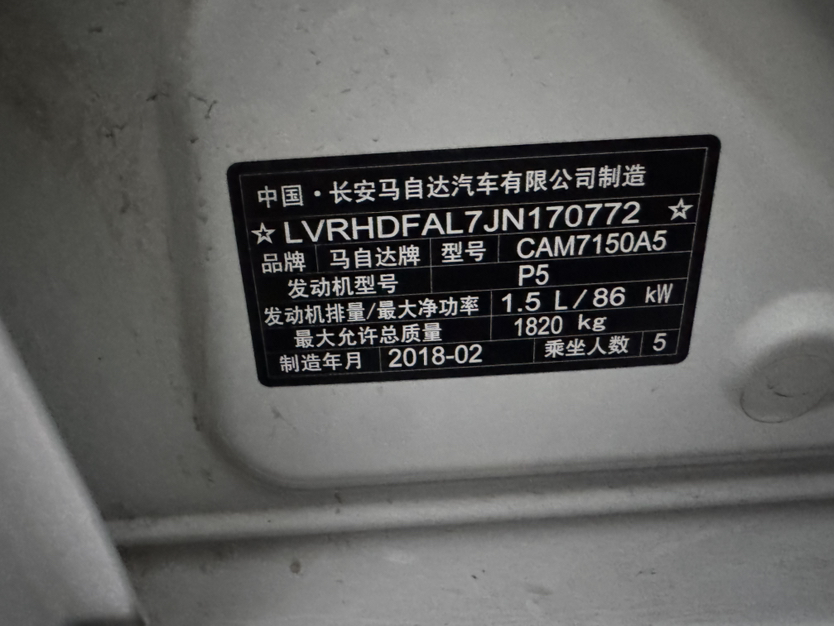 中国·长安马自达汽车有限公司制造
☆LVRHDFAL7JN170772☆
品牌 马自达牌 型号 CAM7150A5
发动机型号 P5
发动机排量/最大净功率 1.5 L/86 kW
最大允许总质量 1820 kg
制造年月 2018-02 乘坐人数 5